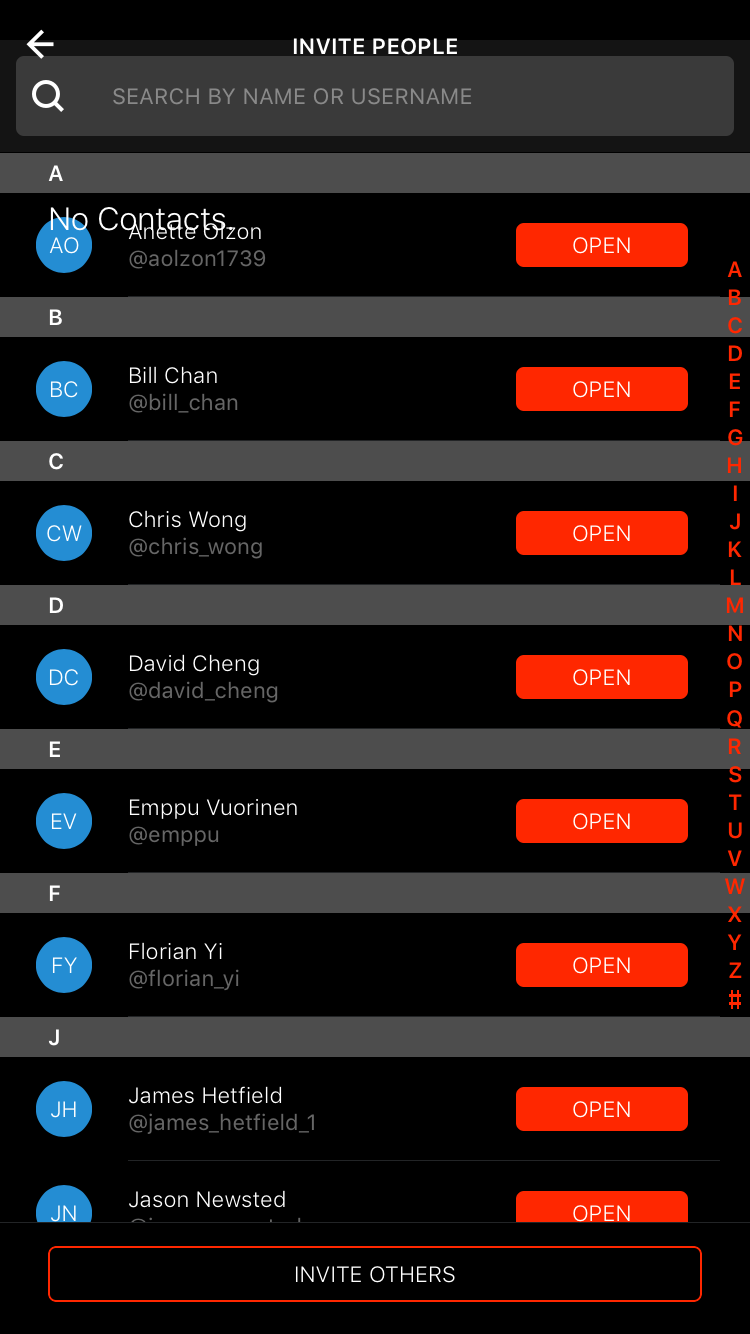 INVITE PEOPLE
SEARCH BY NAME OR USERNAME
A
No Contacts.
AO
Anette Olzon
@aolzon1739
OPEN
B
BC
Bill Chan
@bill_chan
OPEN
C
CW
Chris Wong
@chris_wong
OPEN
D
DC
David Cheng
@david_cheng
OPEN
E
EV
Emppu Vuorinen
@emppu
OPEN
F
FY
Florian Yi
@florian_yi
OPEN
J
JH
James Hetfield
@james_hetfield_1
OPEN
JN
Jason Newsted
OPEN
A
B
C
D
E
F
G
H
I
J
K
L
M
N
O
P
Q
R
S
T
U
V
W
X
Y
Z
#
INVITE OTHERS